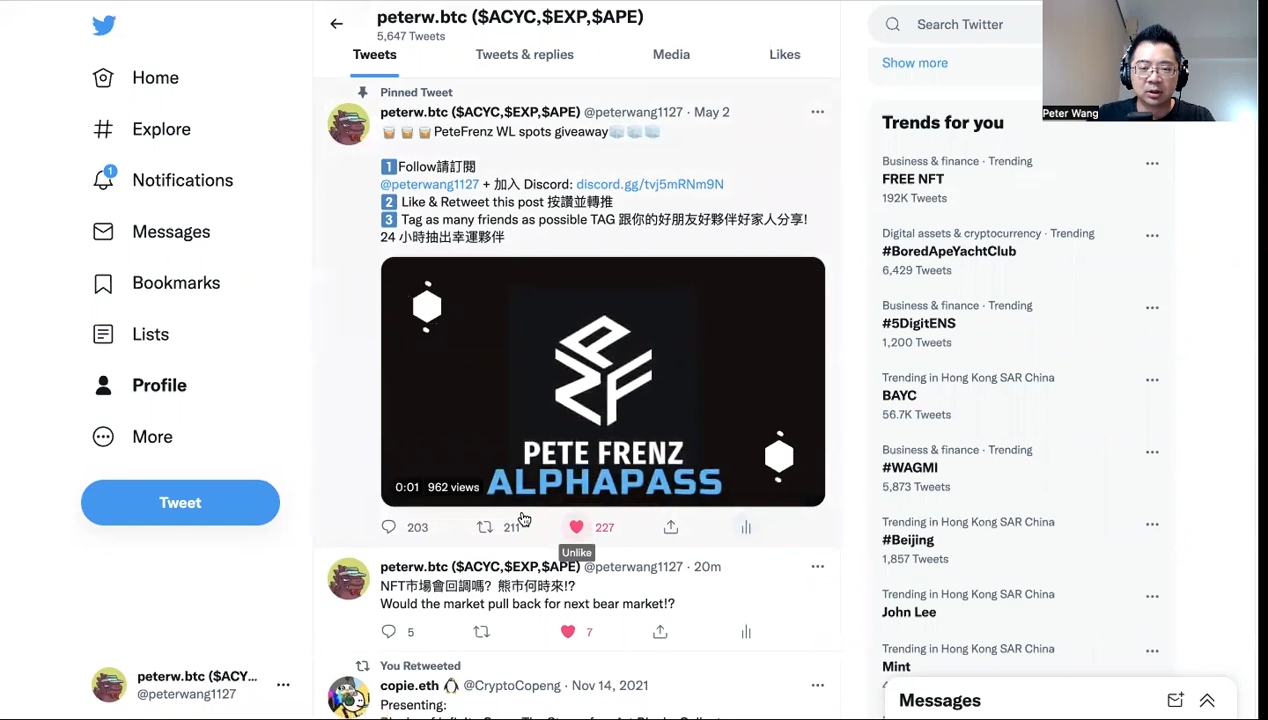 peterw.btc ($ACYC,$EXP,$APE)
5,647 Tweets
Tweets
Tweets & replies
Media
Likes
Home
Explore
1
Notifications
Messages
Bookmarks
Lists
Profile
More
Tweet
peterw.btc ($ACY...
@peterwang1127
Pinned Tweet
peterw.btc ($ACYC,$EXP,$APE) @peterwang1127 · May 2
PeteFrenz WL spots giveaway
1 Follow請訂閱
@peterwang1127 + 加入 Discord: discord.gg/tvj5mRNm9N
2 Like & Retweet this post 按讚並轉推
3 Tag as many friends as possible TAG 跟你的好朋友好夥伴好家人分享!
24 小時抽出幸運夥伴
PZF
PETE FRENZ
ALPHAPASS
0:01 962 views
203
211
227
Unlike
peterw.btc ($ACYC,$EXP,$APE) @peterwang1127 · 20m
NFT市場會回調嗎? 熊市何時來!?
Would the market pull back for next bear market!?
5
7
You Retweeted
copie.eth @CryptoCopeng · Nov 14, 2021
Presenting:
Search Twitter
Show more
Peter Wang
Trends for you
Business & finance · Trending
FREE NFT
192K Tweets
Digital assets & cryptocurrency · Trending
#BoredApeYachtClub
6,429 Tweets
Business & finance · Trending
#5DigitENS
1,200 Tweets
Trending in Hong Kong SAR China
BAYC
56.7K Tweets
Business & finance · Trending
#WAGMI
5,873 Tweets
Trending in Hong Kong SAR China
#Beijing
1,857 Tweets
Trending in Hong Kong SAR China
John Lee
Trending in Hong Kong SAR China
Mint
Messages